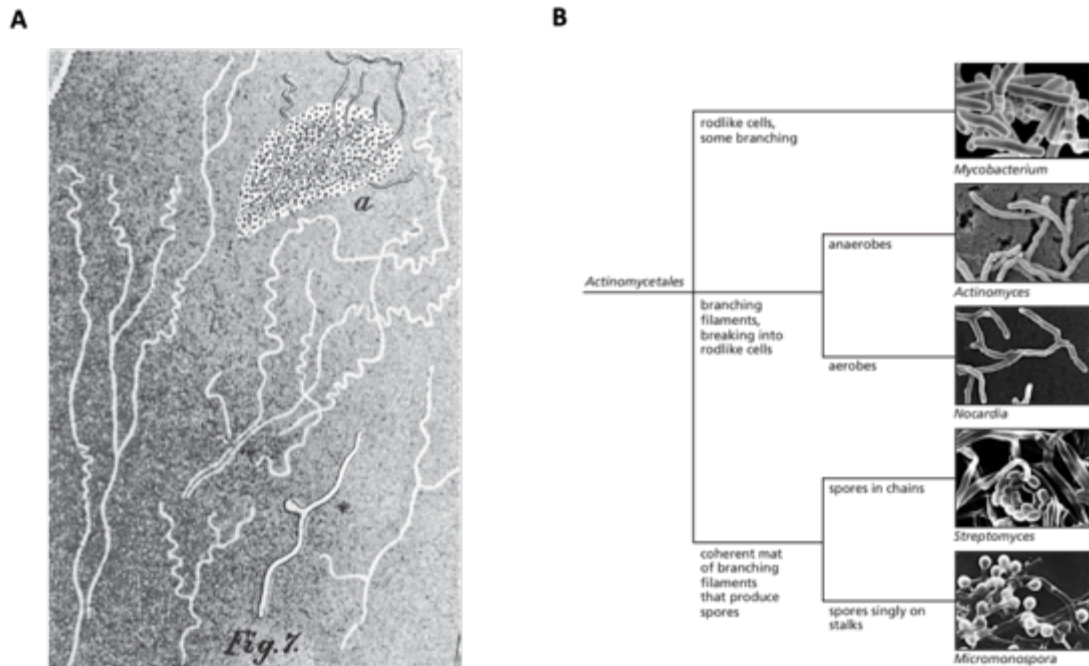 A
B
a
Fig. 7.
rodlike cells,
some branching
Mycobacterium
anaerobes
Actinomyces
Actinomycetales
branching
filaments,
breaking into
rodlike cells
aerobes
Nocardia
spores in chains
Streptomyces
coherent mat
of branching
filaments
that produce
spores
spores singly on
stalks
Micromonospora